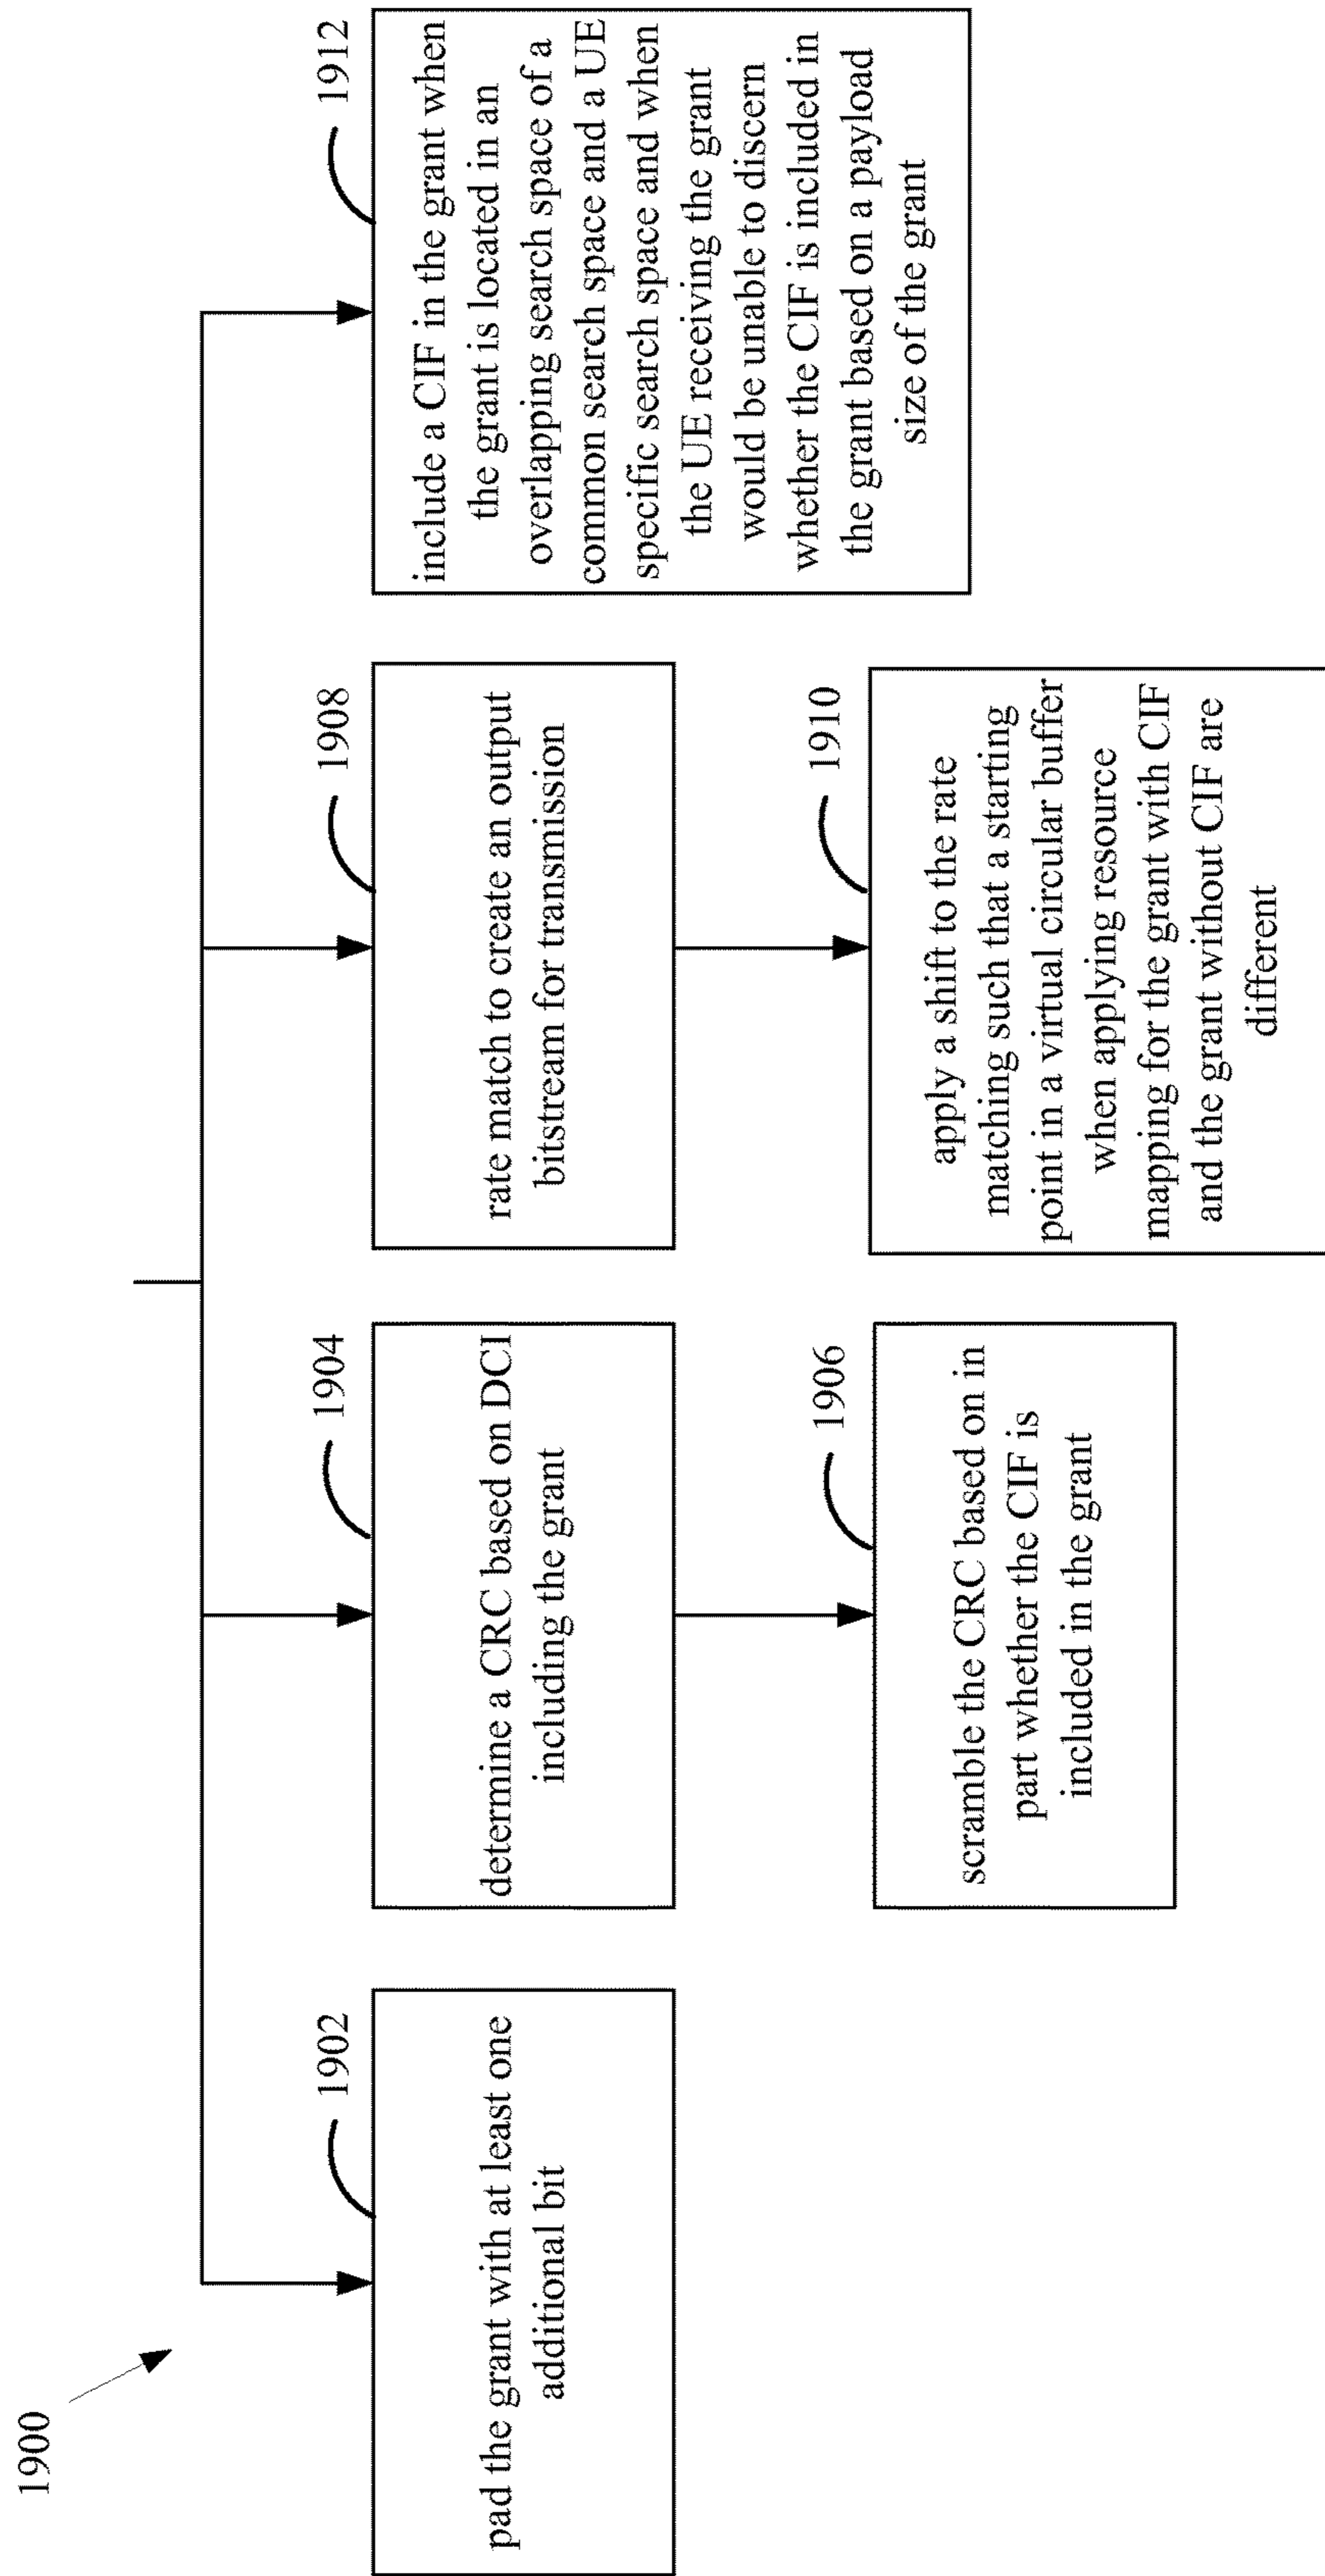 1900
1902
pad the grant with at least one
additional bit
1904
determine a CRC based on DCI
including the grant
1906
scramble the CRC based on in
part whether the CIF is
included in the grant
1908
rate match to create an output
bitstream for transmission
1910
apply a shift to the rate
matching such that a starting
point in a virtual circular buffer
when applying resource
mapping for the grant with CIF
and the grant without CIF are
different
1912
include a CIF in the grant when
the grant is located in an
overlapping search space of a
common search space and a UE
specific search space and when
the UE receiving the grant
would be unable to discern
whether the CIF is included in
the grant based on a payload
size of the grant